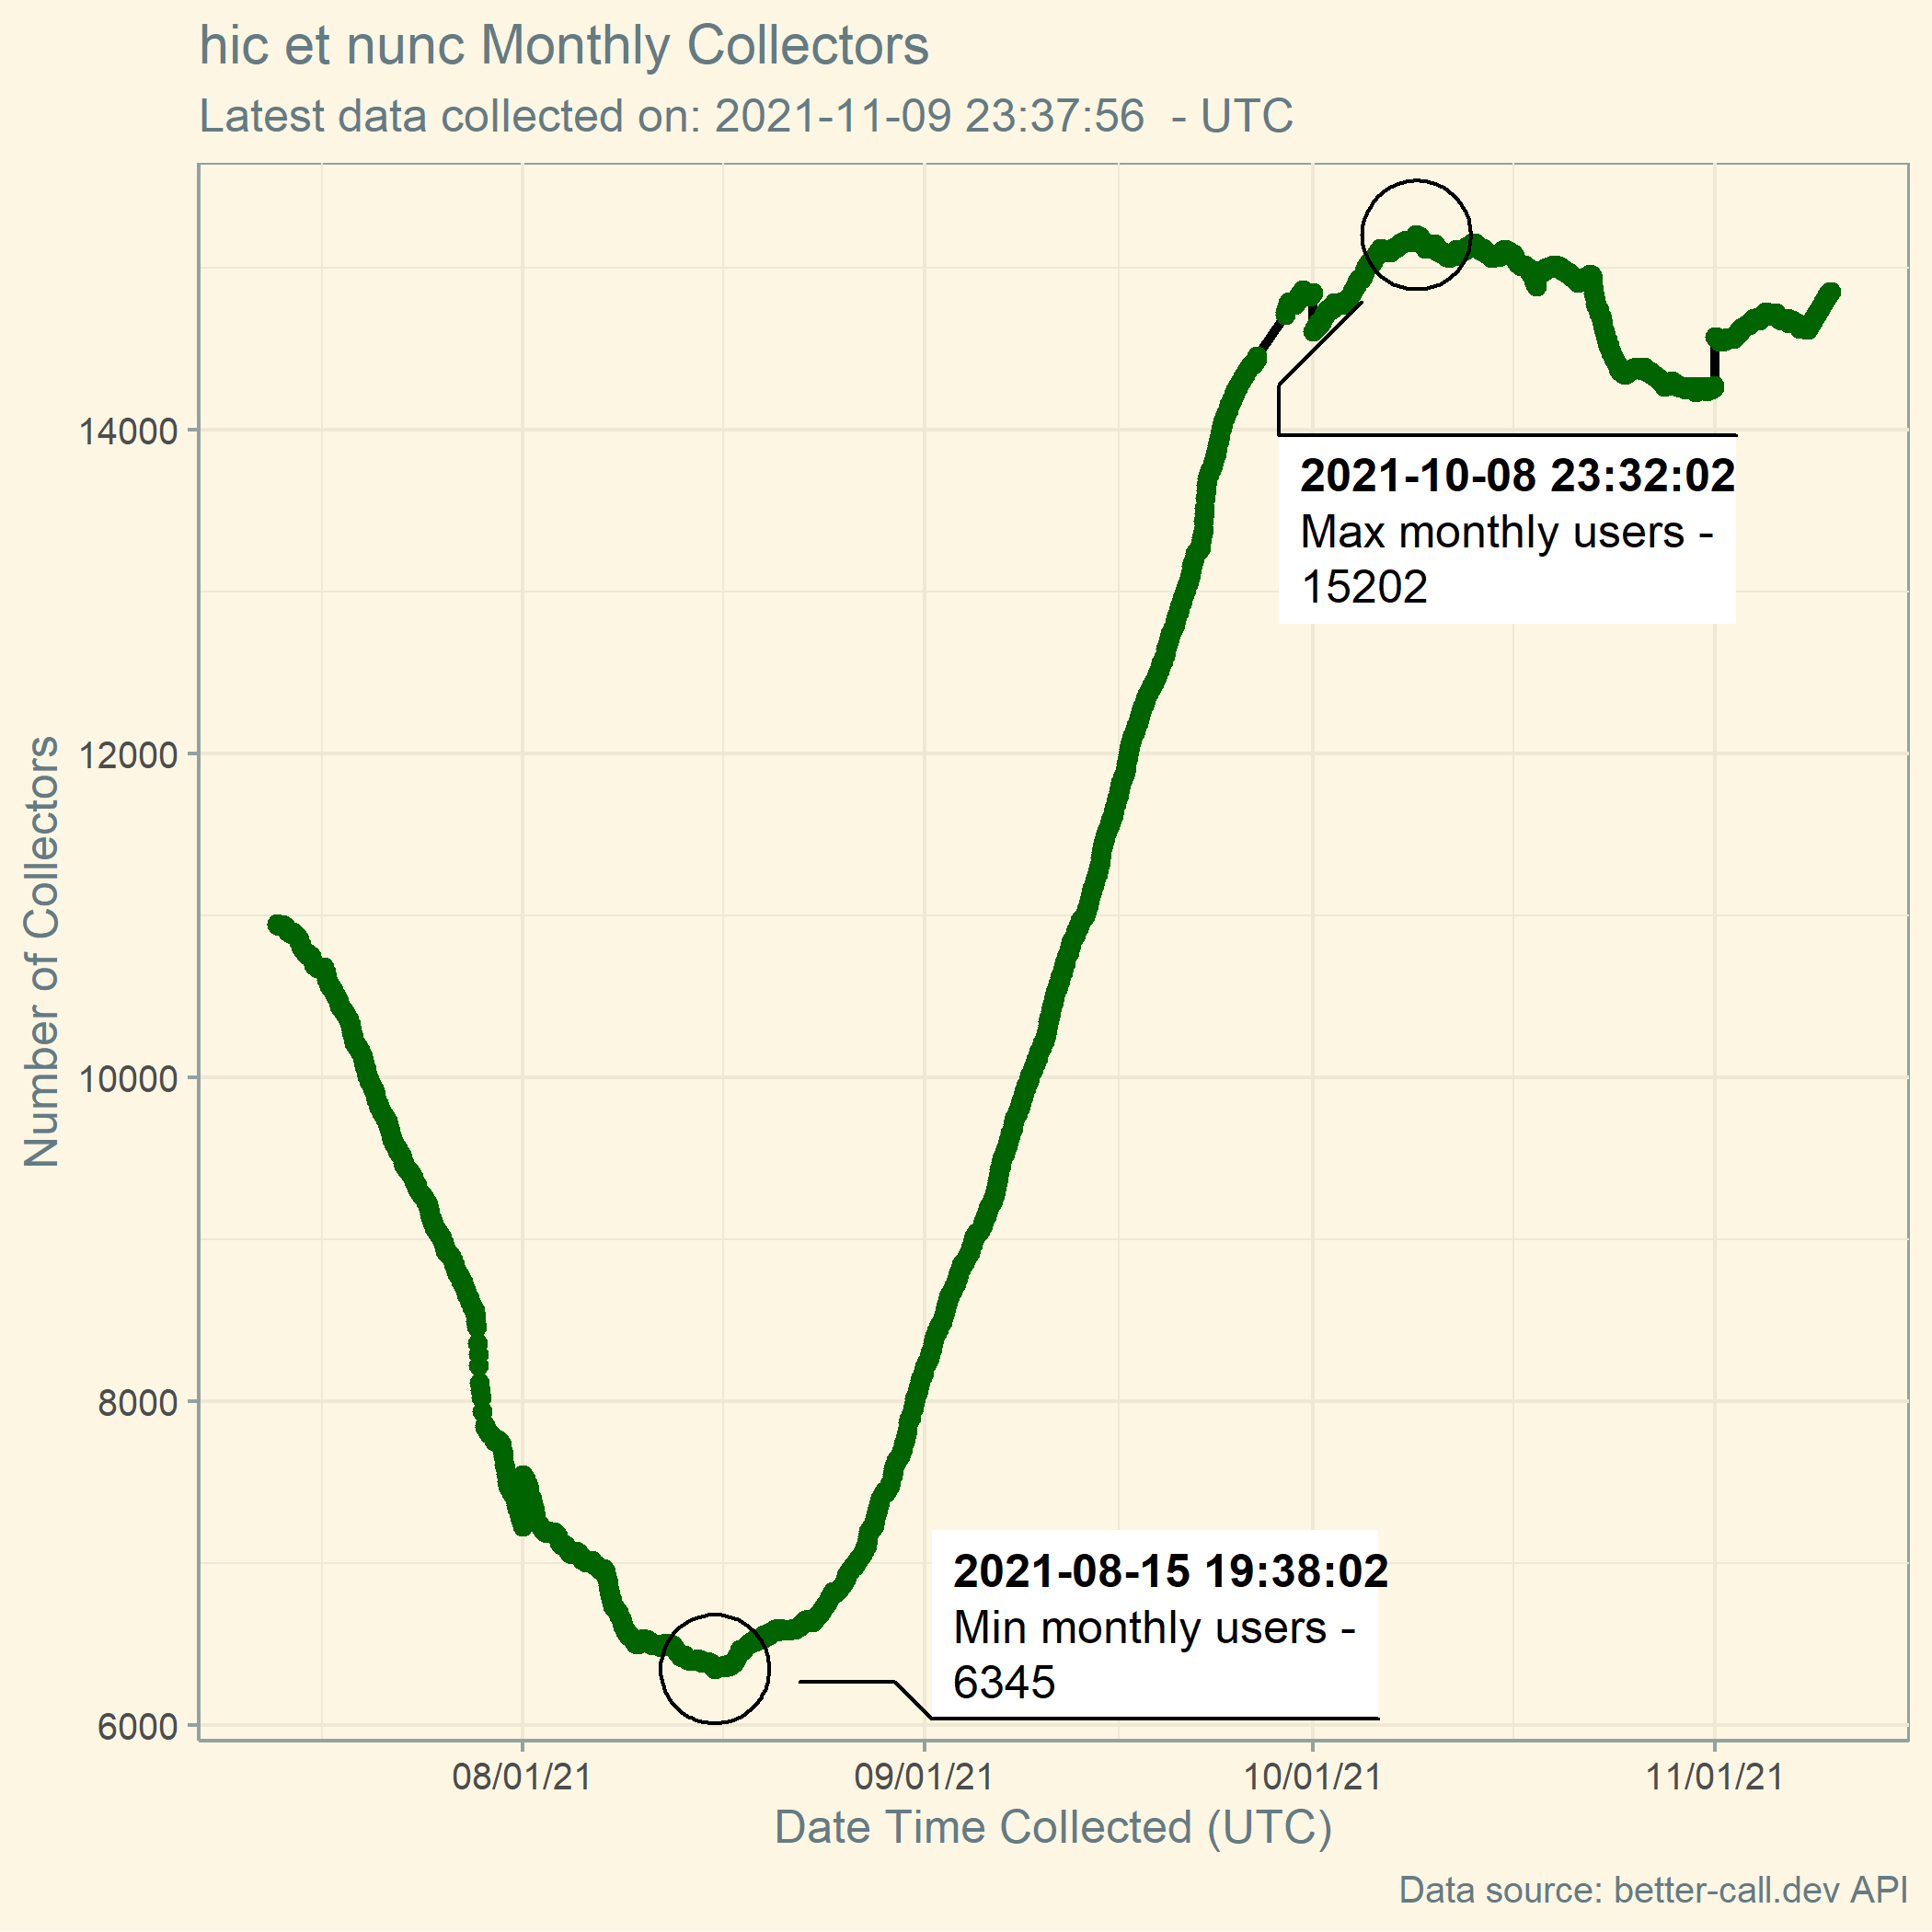 hic et nunc Monthly Collectors
Latest data collected on: 2021-11-09 23:37:56  - UTC
Number of Collectors
14000
12000
10000
8000
6000
2021-10-08 23:32:02
Max monthly users -
15202
2021-08-15 19:38:02
Min monthly users -
6345
08/01/21
09/01/21
10/01/21
11/01/21
Date Time Collected (UTC)
Data source: better-call.dev API